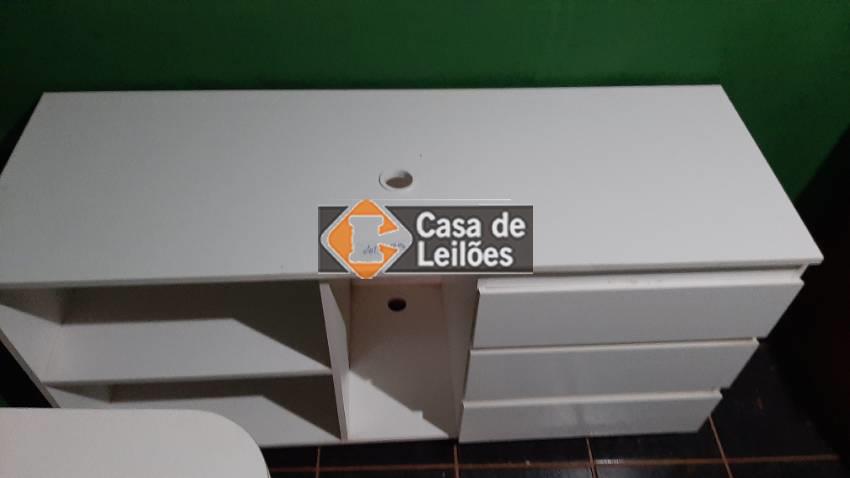 Casa de
Leilões